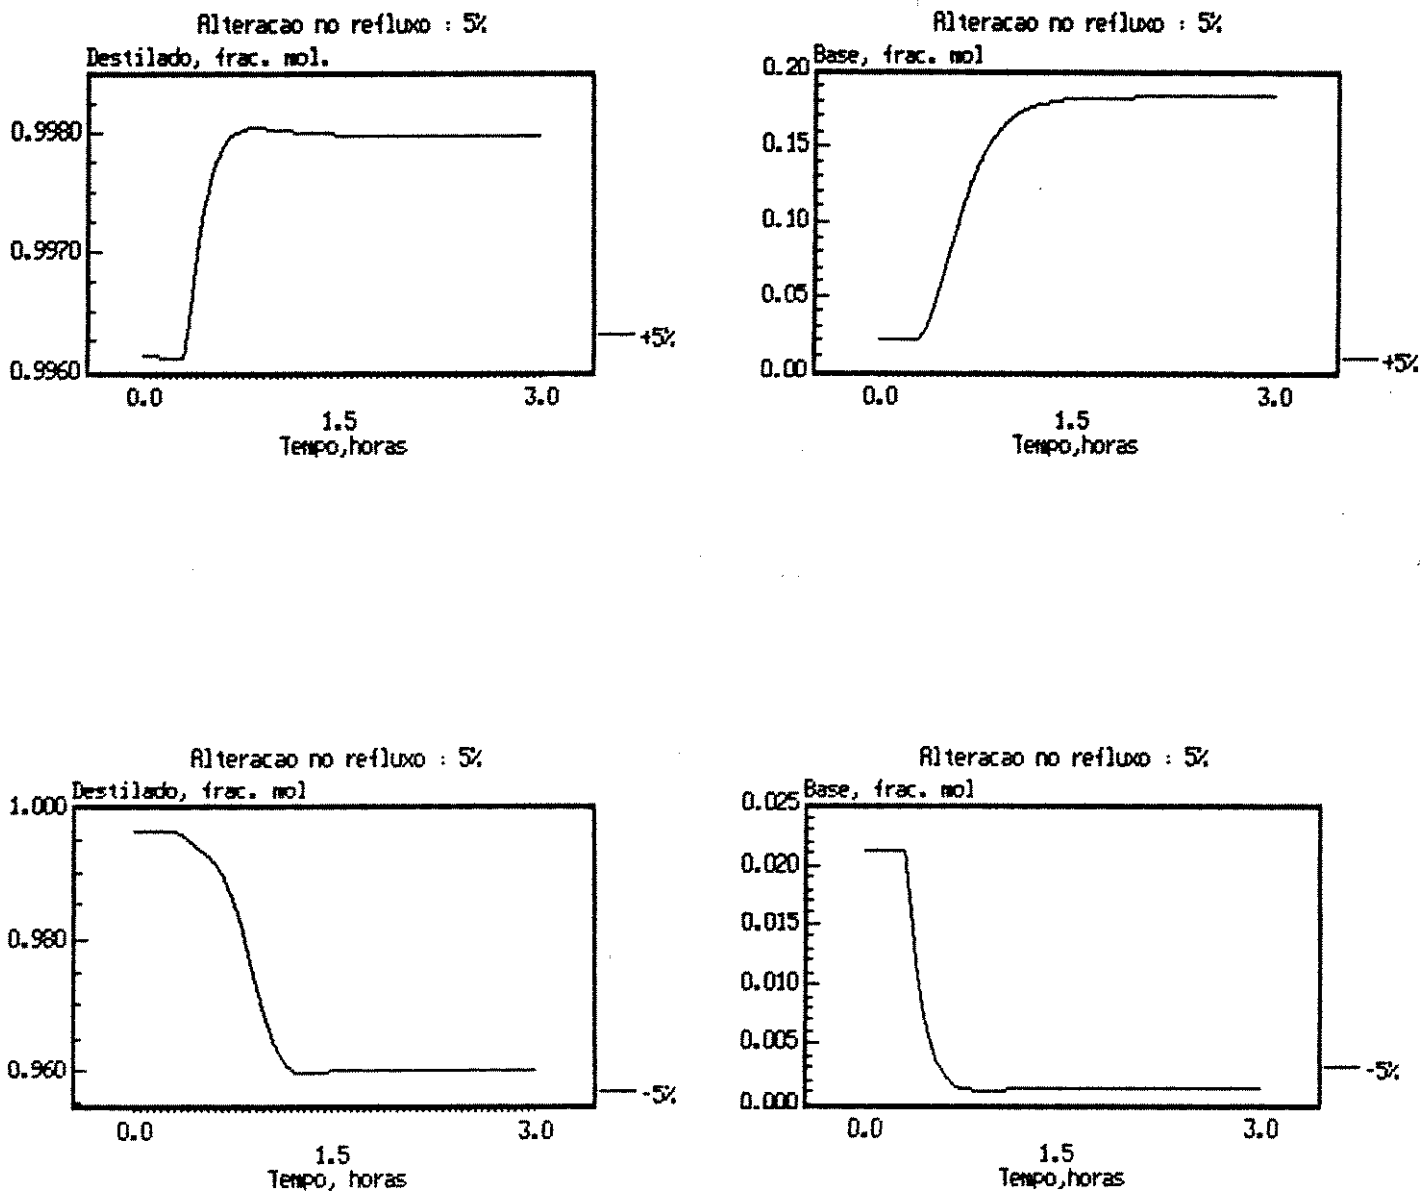 Alteracao no refluxo : 5%
Destilado, frac. mol.
0.9980
0.9970
0.9960
0.0
3.0
1.5
Tempo,horas
+5%
Alteracao no refluxo : 5%
Base, frac. mol
0.20
0.15
0.10
0.05
0.00
0.0
3.0
1.5
Tempo,horas
+5%
Alteracao no refluxo : 5%
Destilado, frac. mol
1.000
0.980
0.960
0.0
3.0
1.5
Tempo, horas
-5%
Alteracao no refluxo : 5%
Base, frac. mol
0.025
0.020
0.015
0.010
0.005
0.000
0.0
3.0
1.5
Tempo,horas
-5%